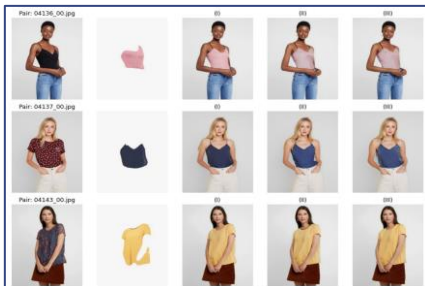 Pair: 04136_00.jpg (I) (II) (III)
Pair: 04137_00.jpg (I) (II) (III)
Pair: 04143_00.jpg (I) (II) (III)